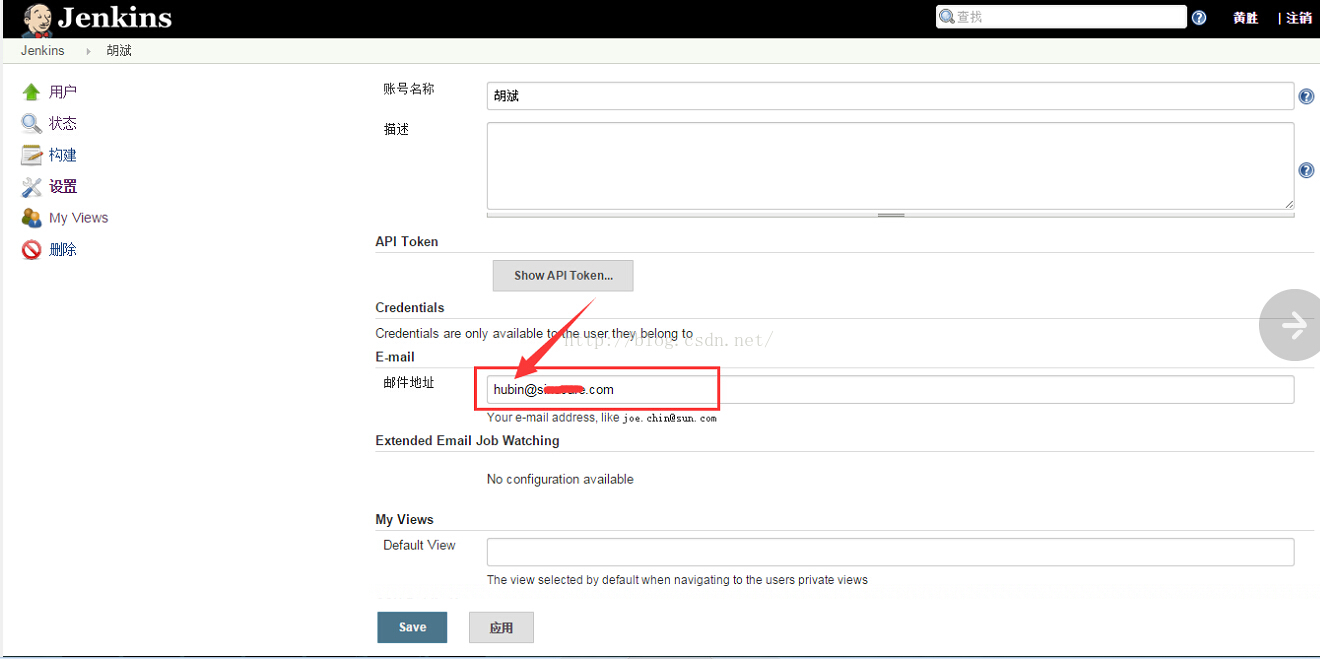 Jenkins
查找
黄胜 | 注销
Jenkins 胡斌
用户
状态
构建
设置
My Views
删除
账号名称 胡斌
描述
API Token
Show API Token...
Credentials
Credentials are only available to the user they belong to
http://blog.csdn.net/
E-mail
邮件地址
Your e-mail address, like joe.chin@sun.com
Extended Email Job Watching
No configuration available
My Views
Default View
The view selected by default when navigating to the users private views
Save 应用